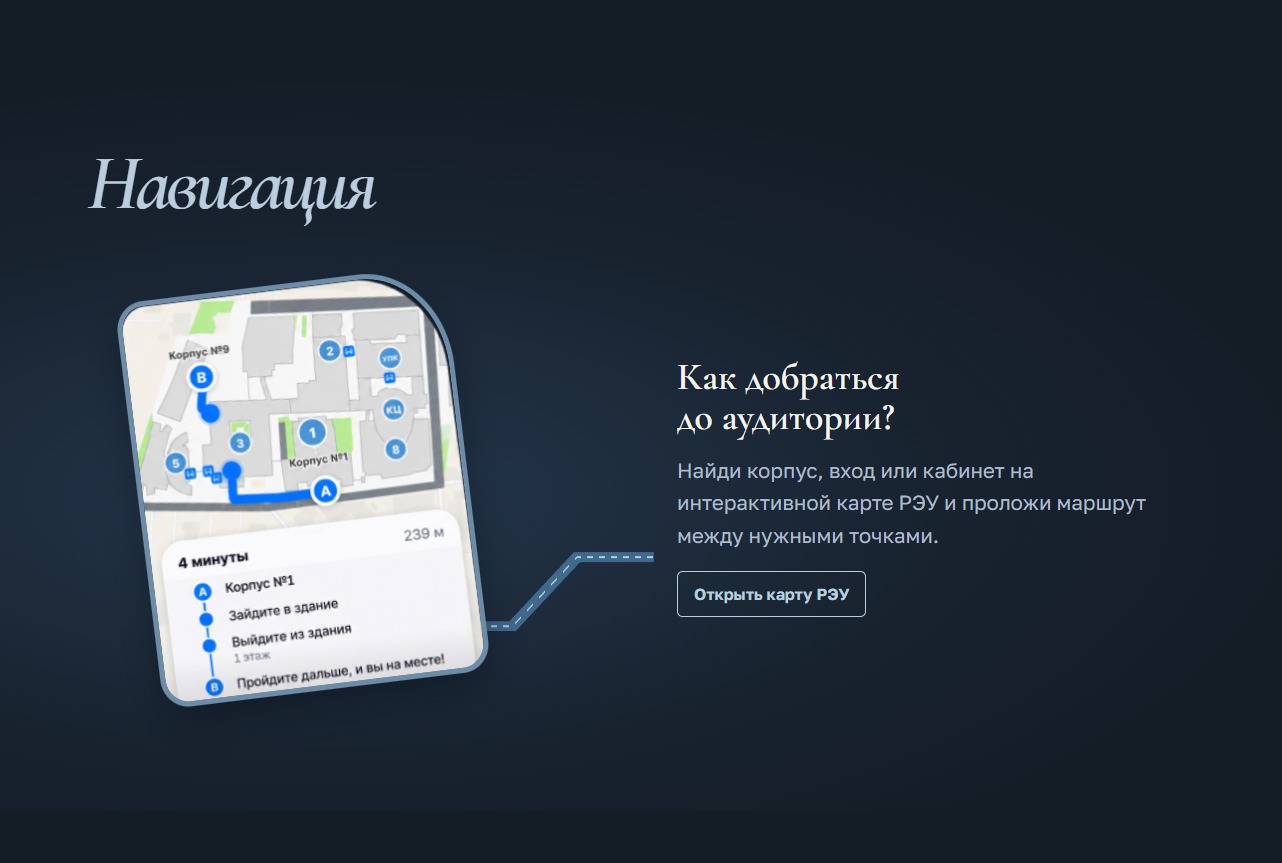 Навигация
Корпус №9
B
2
УПК
КЦ
1
3
Корпус №1
8
5
A
4 минуты
239 м
A
Корпус №1
Зайдите в здание
Выйдите из здания
1 этаж
B
Пройдите дальше, и вы на месте!
Как добраться
до аудитории?
Найди корпус, вход или кабинет на
интерактивной карте РЭУ и проложи маршрут
между нужными точками.
Открыть карту РЭУ